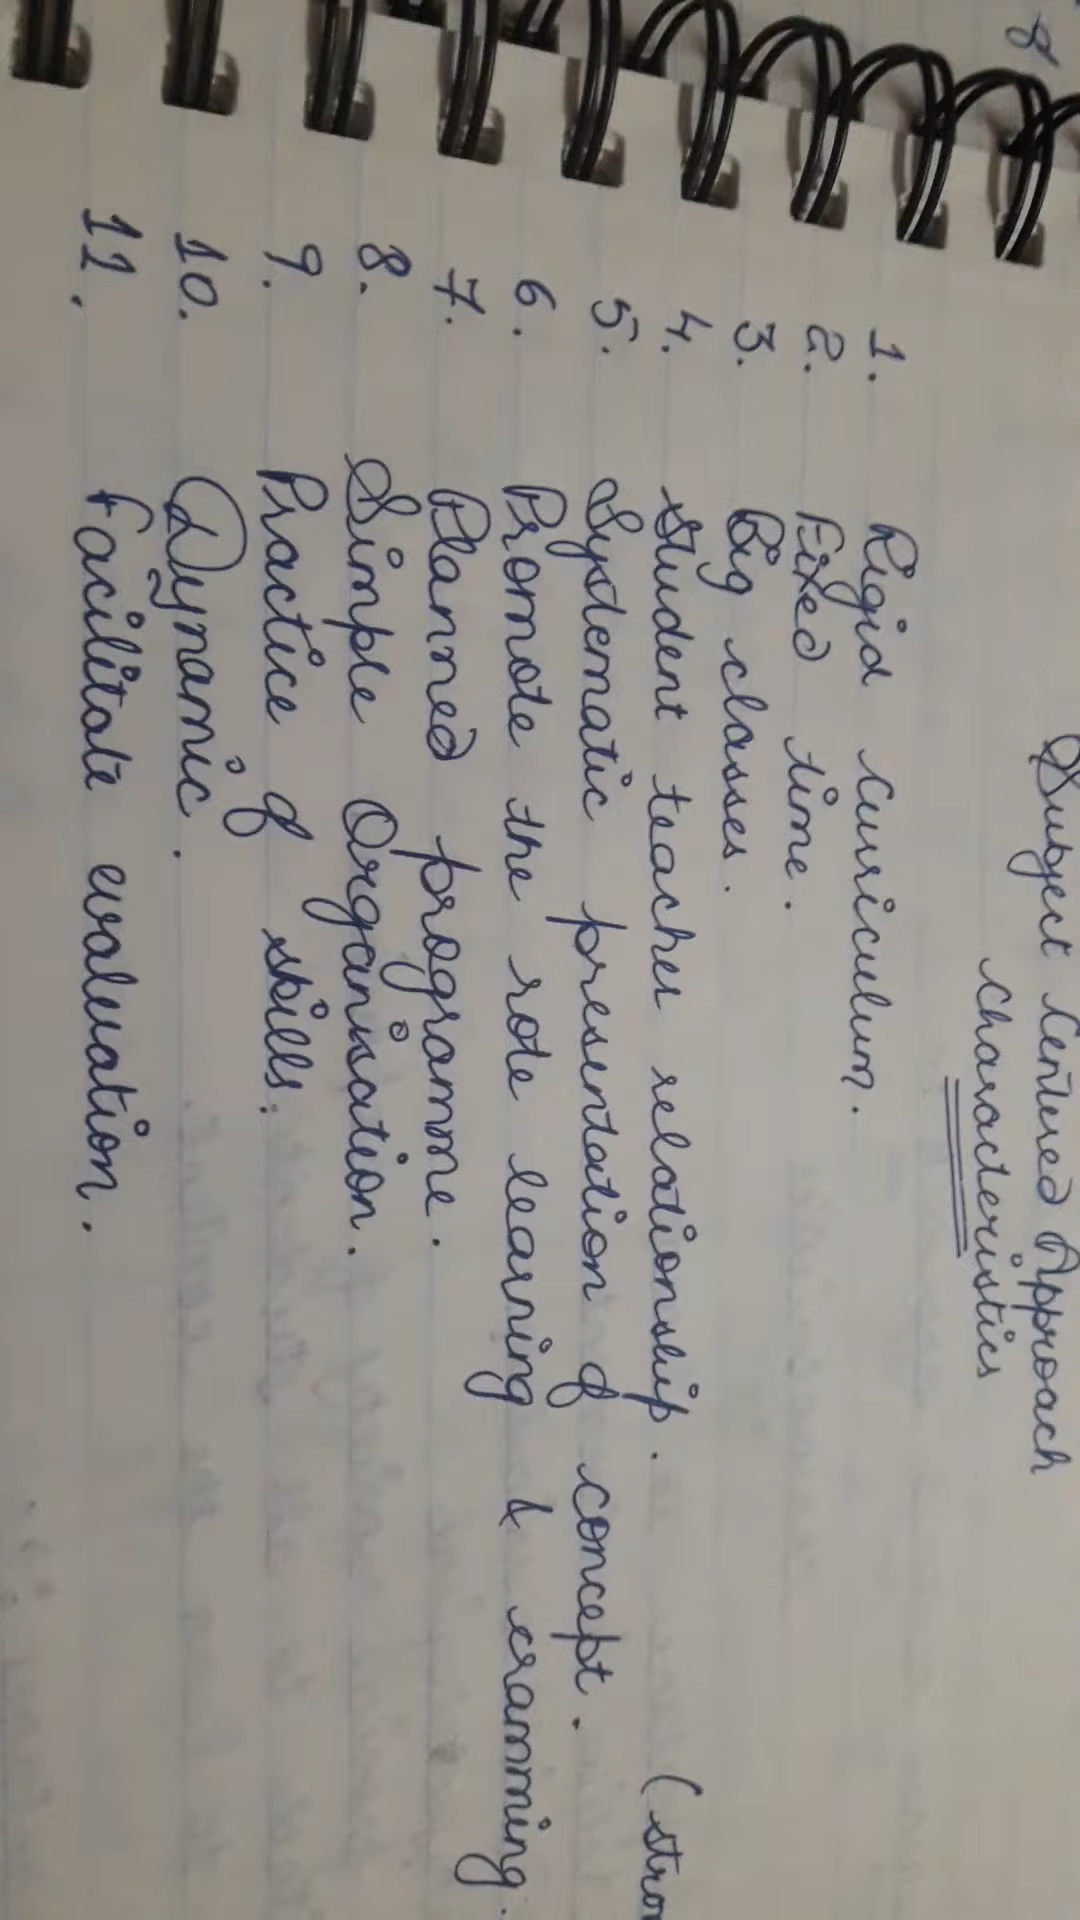 8
Subject Centered Approach
Characteristics
1. Rigid Curriculum.
2. Fixed time.
3. Big classes.
4. Student teacher relationship. (stro
5. Systematic presentation of concept.
6. Promote the rote learning & cramming.
7. Planned programme.
8. Simple Organisation.
9. Practice of skills.
10. Dynamic.
11. Facilitate evaluation.